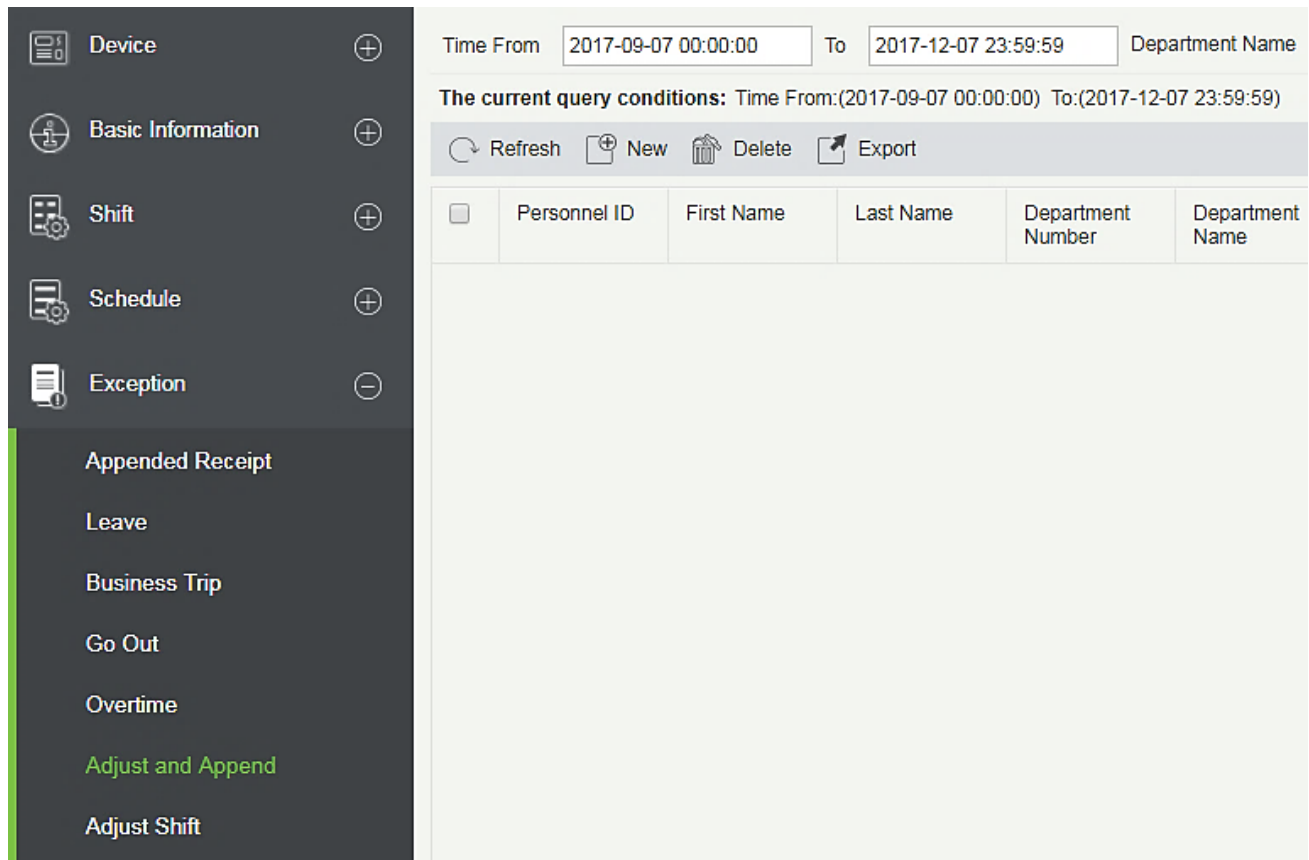 Device
Basic Information
Shift
Schedule
Exception
Appended Receipt
Leave
Business Trip
Go Out
Overtime
Adjust and Append
Adjust Shift
Time From 2017-09-07 00:00:00 To 2017-12-07 23:59:59 Department Name
The current query conditions: Time From:(2017-09-07 00:00:00) To:(2017-12-07 23:59:59)
Refresh New Delete Export
Personnel ID First Name Last Name Department Number Department Name